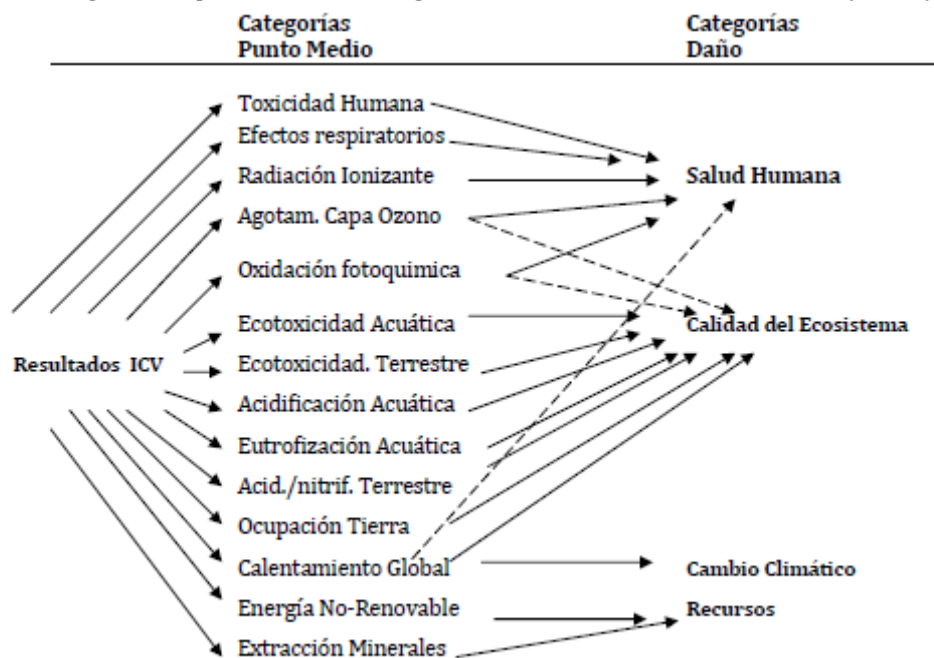 Categorías Categorías
Punto Medio Daño
Toxicidad Humana
Efectos respiratorios
Radiación Ionizante Salud Humana
Agotam. Capa Ozono
Oxidación fotoquimica
Ecotoxicidad Acuática Calidad del Ecosistema
Resultados ICV Ecotoxicidad. Terrestre
Acidificación Acuática
Eutrofización Acuática
Acid./nitrif. Terrestre
Ocupación Tierra
Calentamiento Global Cambio Climático
Energía No-Renovable Recursos
Extracción Minerales